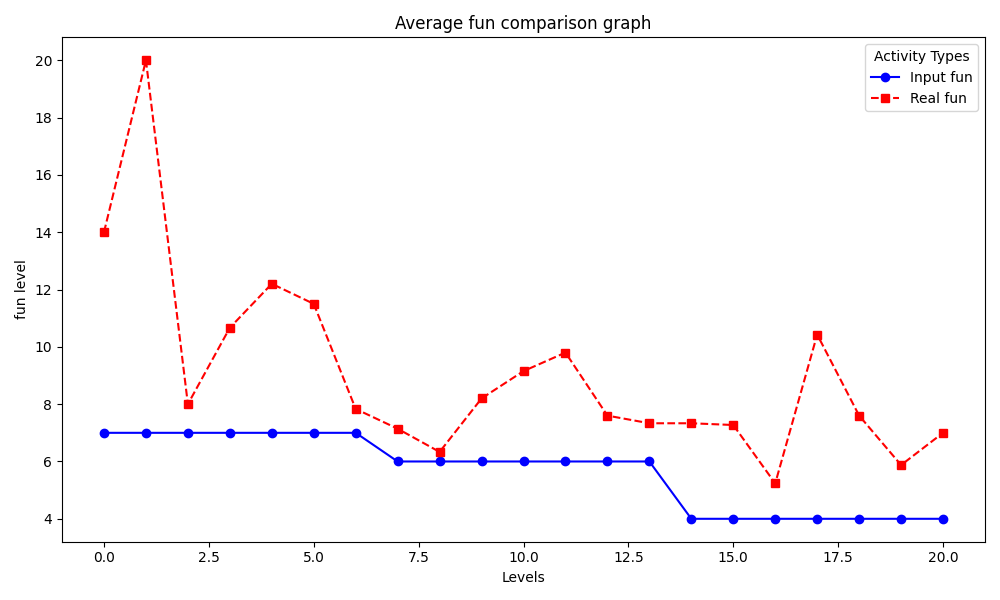 Average fun comparison graph
Activity Types
Input fun
Real fun
20
18
16
14
12
10
8
6
4
fun level
0.0 2.5 5.0 7.5 10.0 12.5 15.0 17.5 20.0
Levels